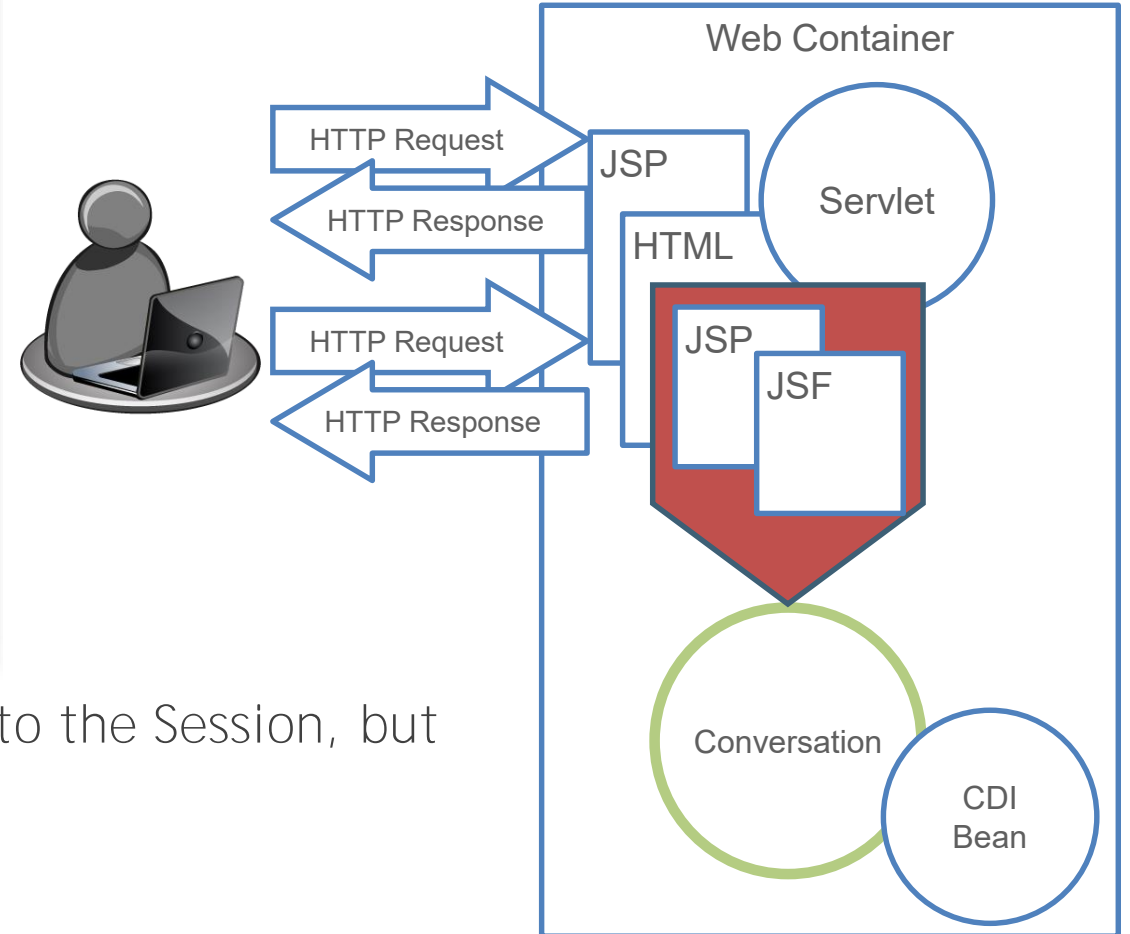 Web Container
HTTP Request
JSP
Servlet
HTTP Response
HTML
HTTP Request
JSP
JSF
HTTP Response
to the Session, but
Conversation
CDI
Bean